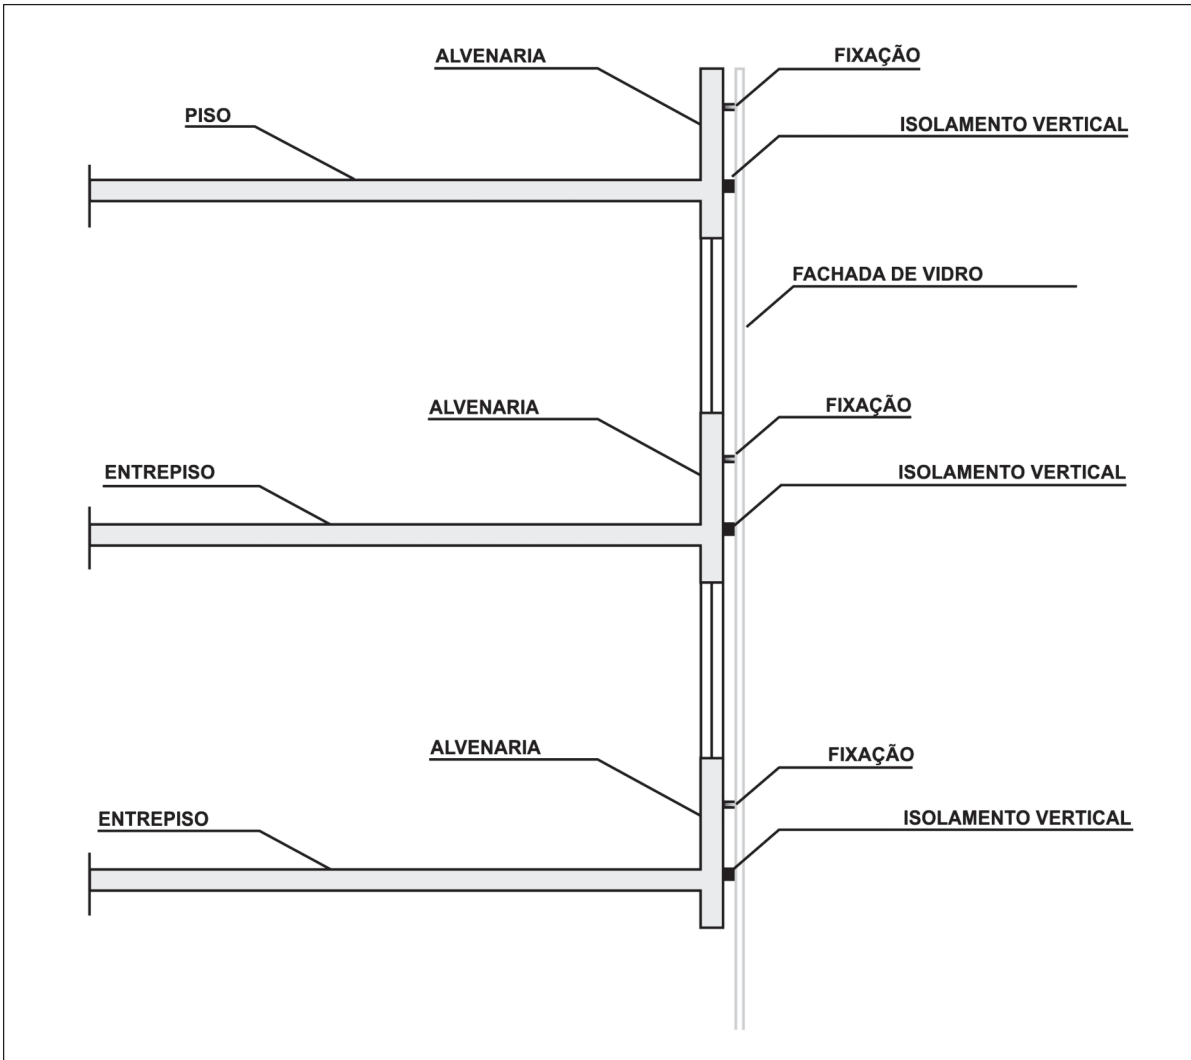 ALVENARIA
FIXAÇÃO
PISO
ISOLAMENTO VERTICAL
FACHADA DE VIDRO
ALVENARIA
FIXAÇÃO
ENTREPISO
ISOLAMENTO VERTICAL
ALVENARIA
FIXAÇÃO
ENTREPISO
ISOLAMENTO VERTICAL